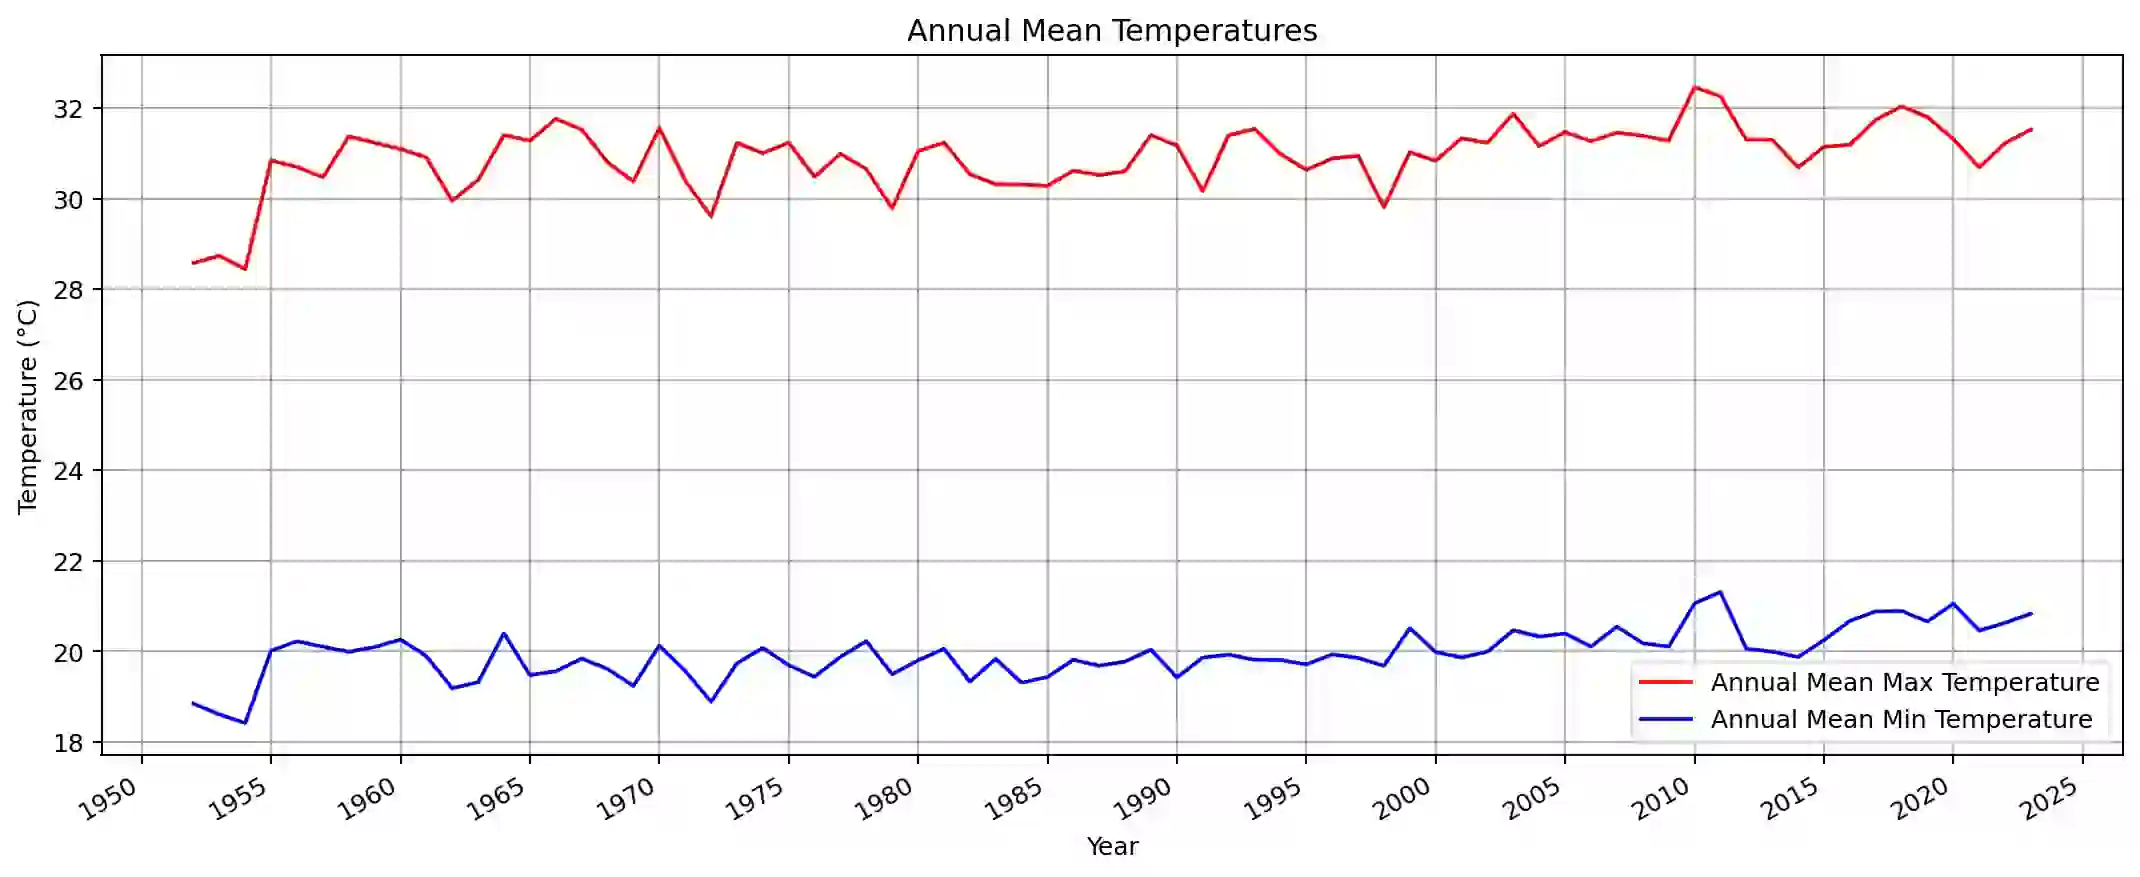 Annual Mean Temperatures
Temperature (°C)
32
30
28
26
24
22
20
18
Annual Mean Max Temperature
Annual Mean Min Temperature
1950 1955 1960 1965 1970 1975 1980 1985 1990 1995 2000 2005 2010 2015 2020 2025
Year